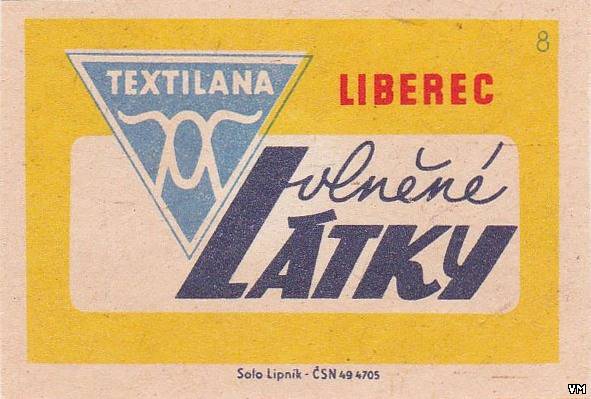 8
TEXTILANA
LIBEREC
vlněné
LÁTKY
Solo Lipník - ČSN 49 4705
VM